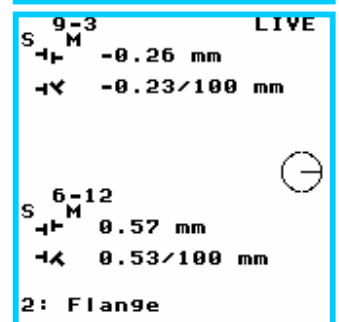 9-3 LIVE
S M
-0.26 mm
-0.23/100 mm
6-12
S M
0.57 mm
0.53/100 mm
2: Flange